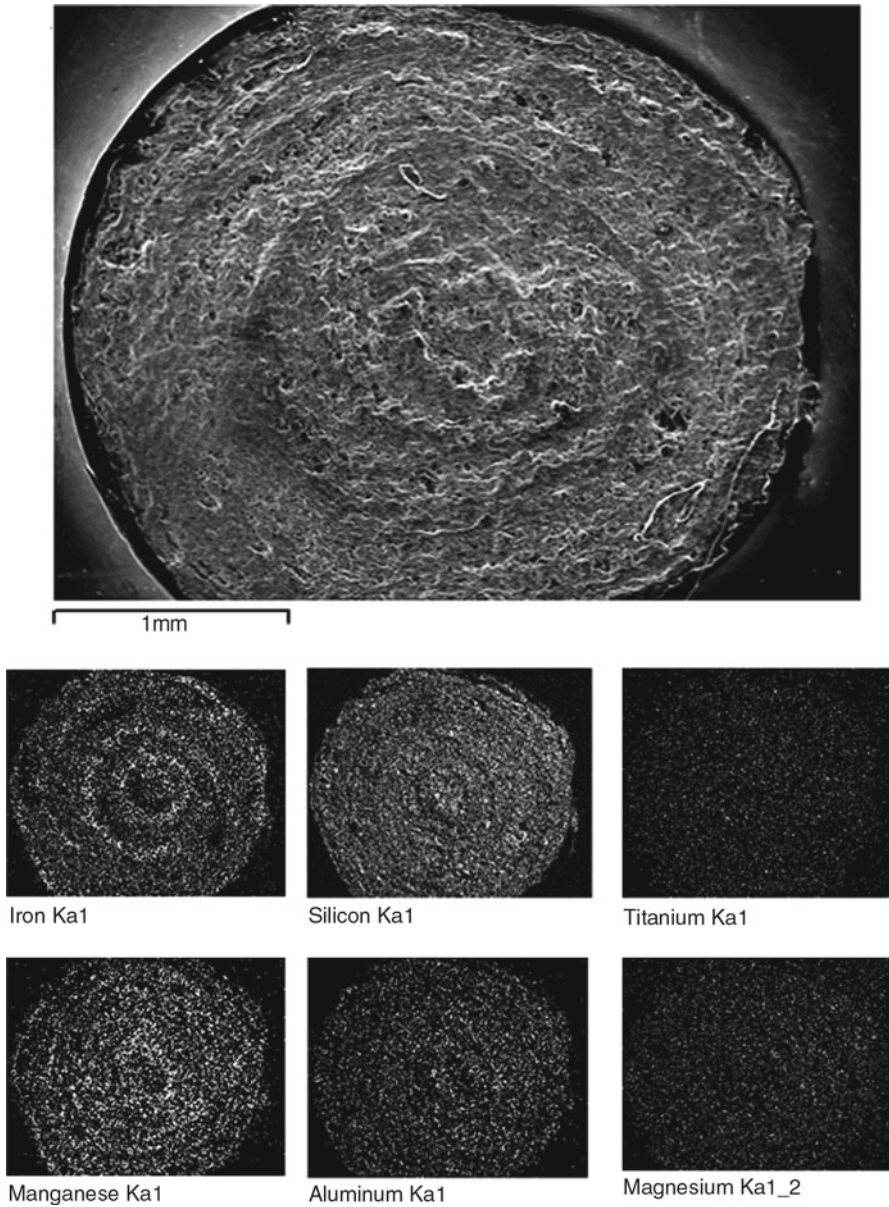 1mm
Iron Ka1
Silicon Ka1
Titanium Ka1
Manganese Ka1
Aluminum Ka1
Magnesium Ka1_2